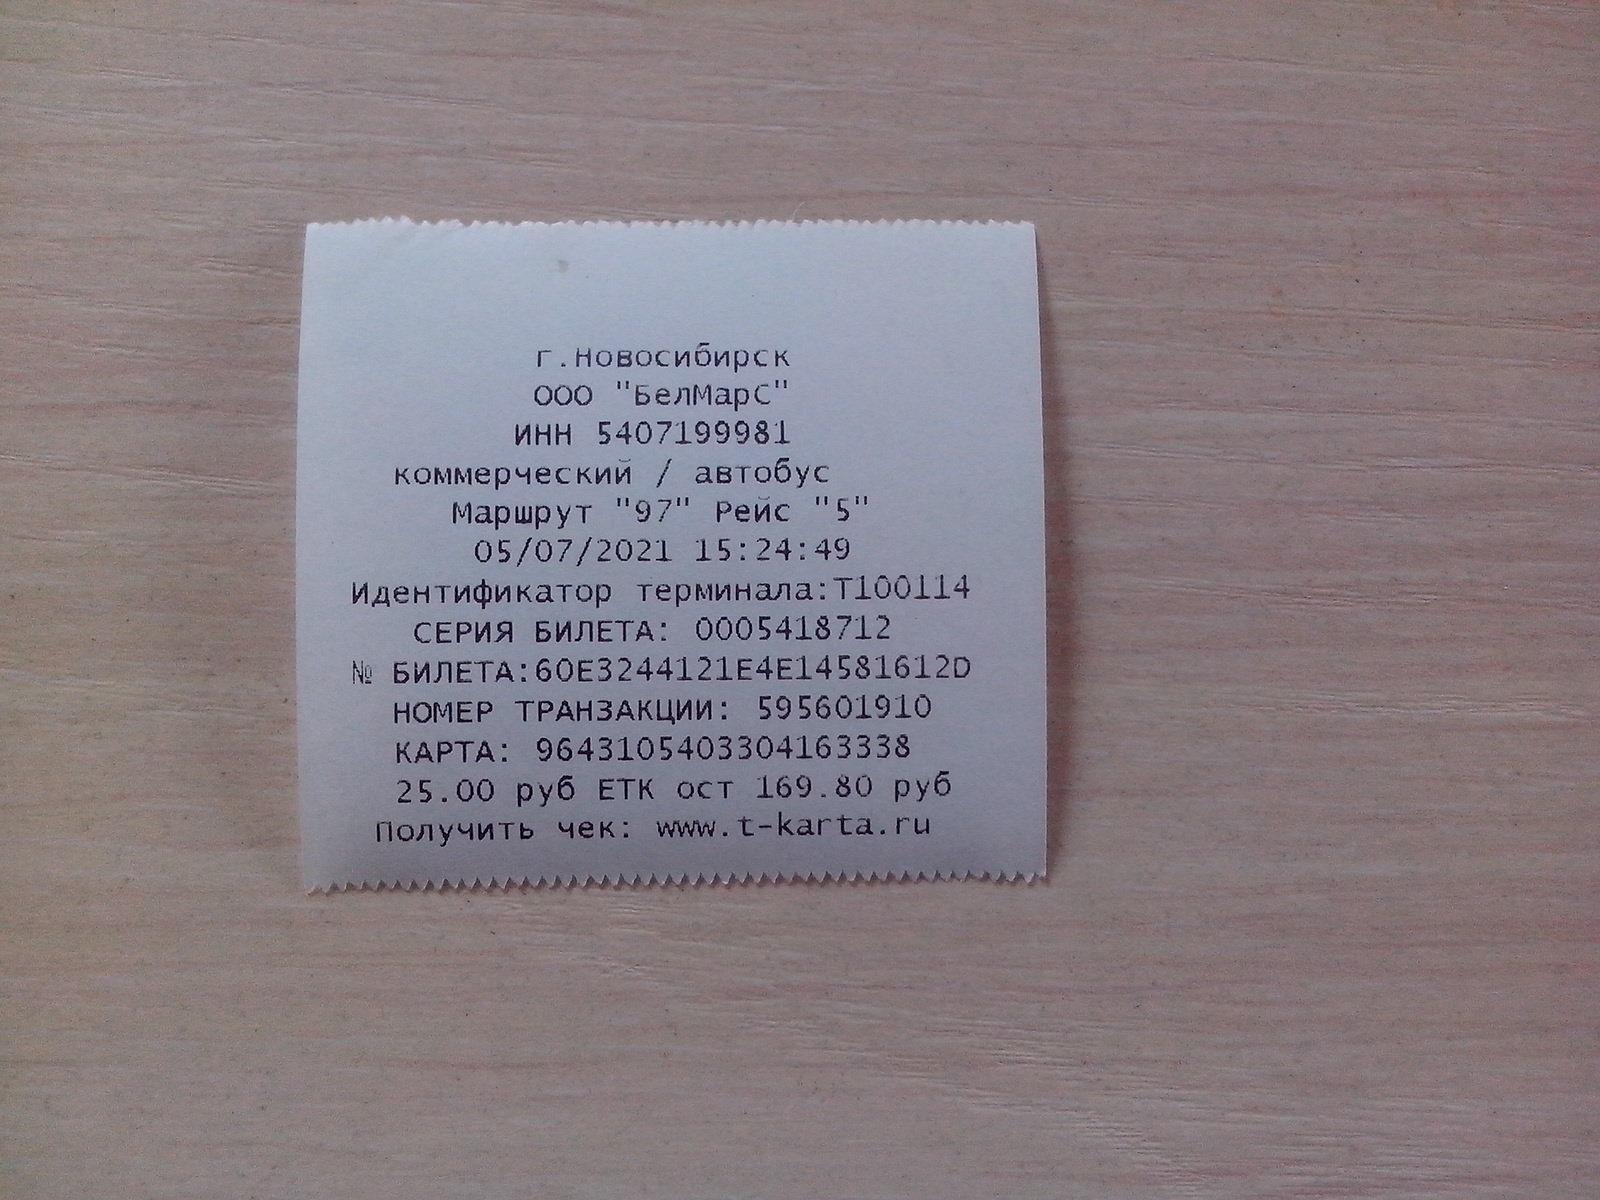 г.Новосибирск
ООО "БелМарС"
ИНН 5407199981
коммерческий / автобус
Маршрут "97" Рейс "5"
05/07/2021 15:24:49
Идентификатор терминала:Т100114
СЕРИЯ БИЛЕТА: 0005418712
№ БИЛЕТА:60E3244121E4E14581612D
НОМЕР ТРАНЗАКЦИИ: 595601910
КАРТА: 9643105403304163338
25.00 руб ЕТК ост 169.80 руб
Получить чек: www.t-karta.ru